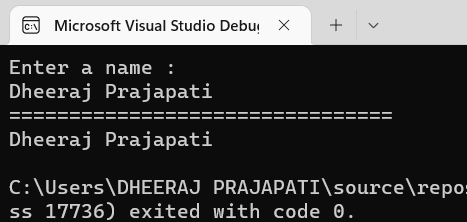 Microsoft Visual Studio Debu
Enter a name :
Dheeraj Prajapati
================================
Dheeraj Prajapati
C:\Users\DHEERAJ PRAJAPATI\source\repo
ss 17736) exited with code 0.